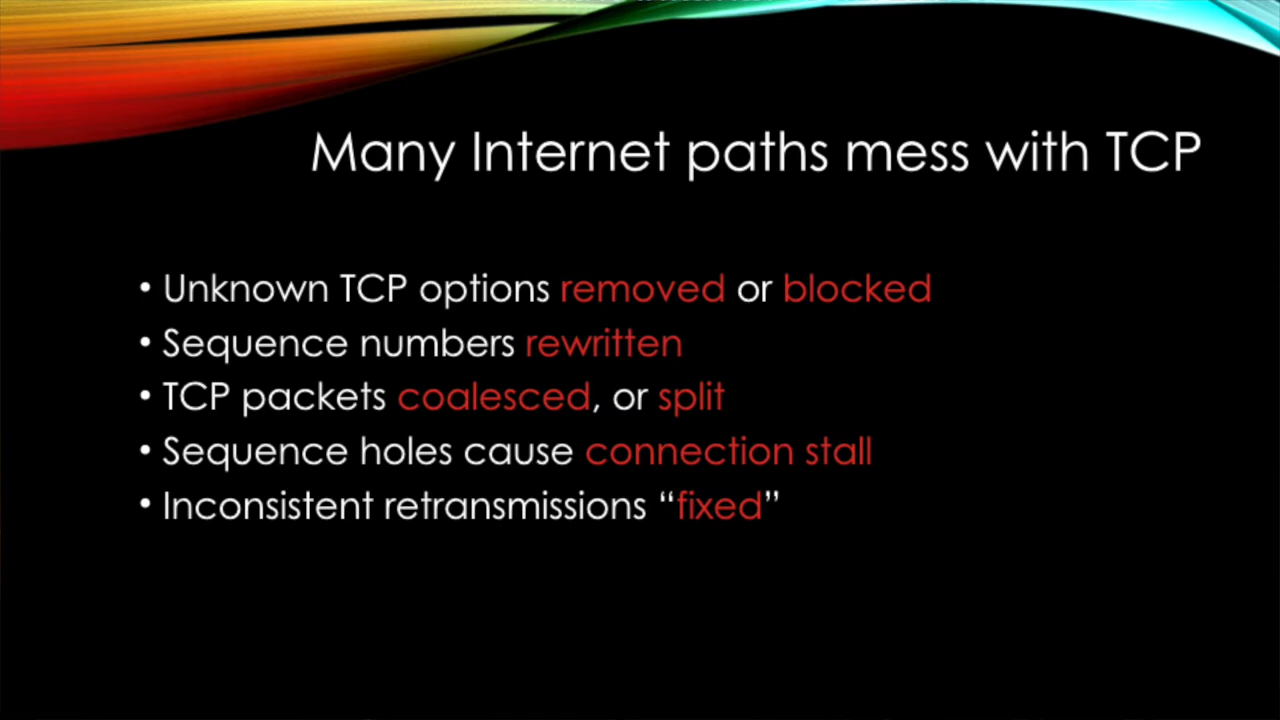 Many Internet paths mess with TCP
• Unknown TCP options removed or blocked
• Sequence numbers rewritten
• TCP packets coalesced, or split
• Sequence holes cause connection stall
• Inconsistent retransmissions “fixed”